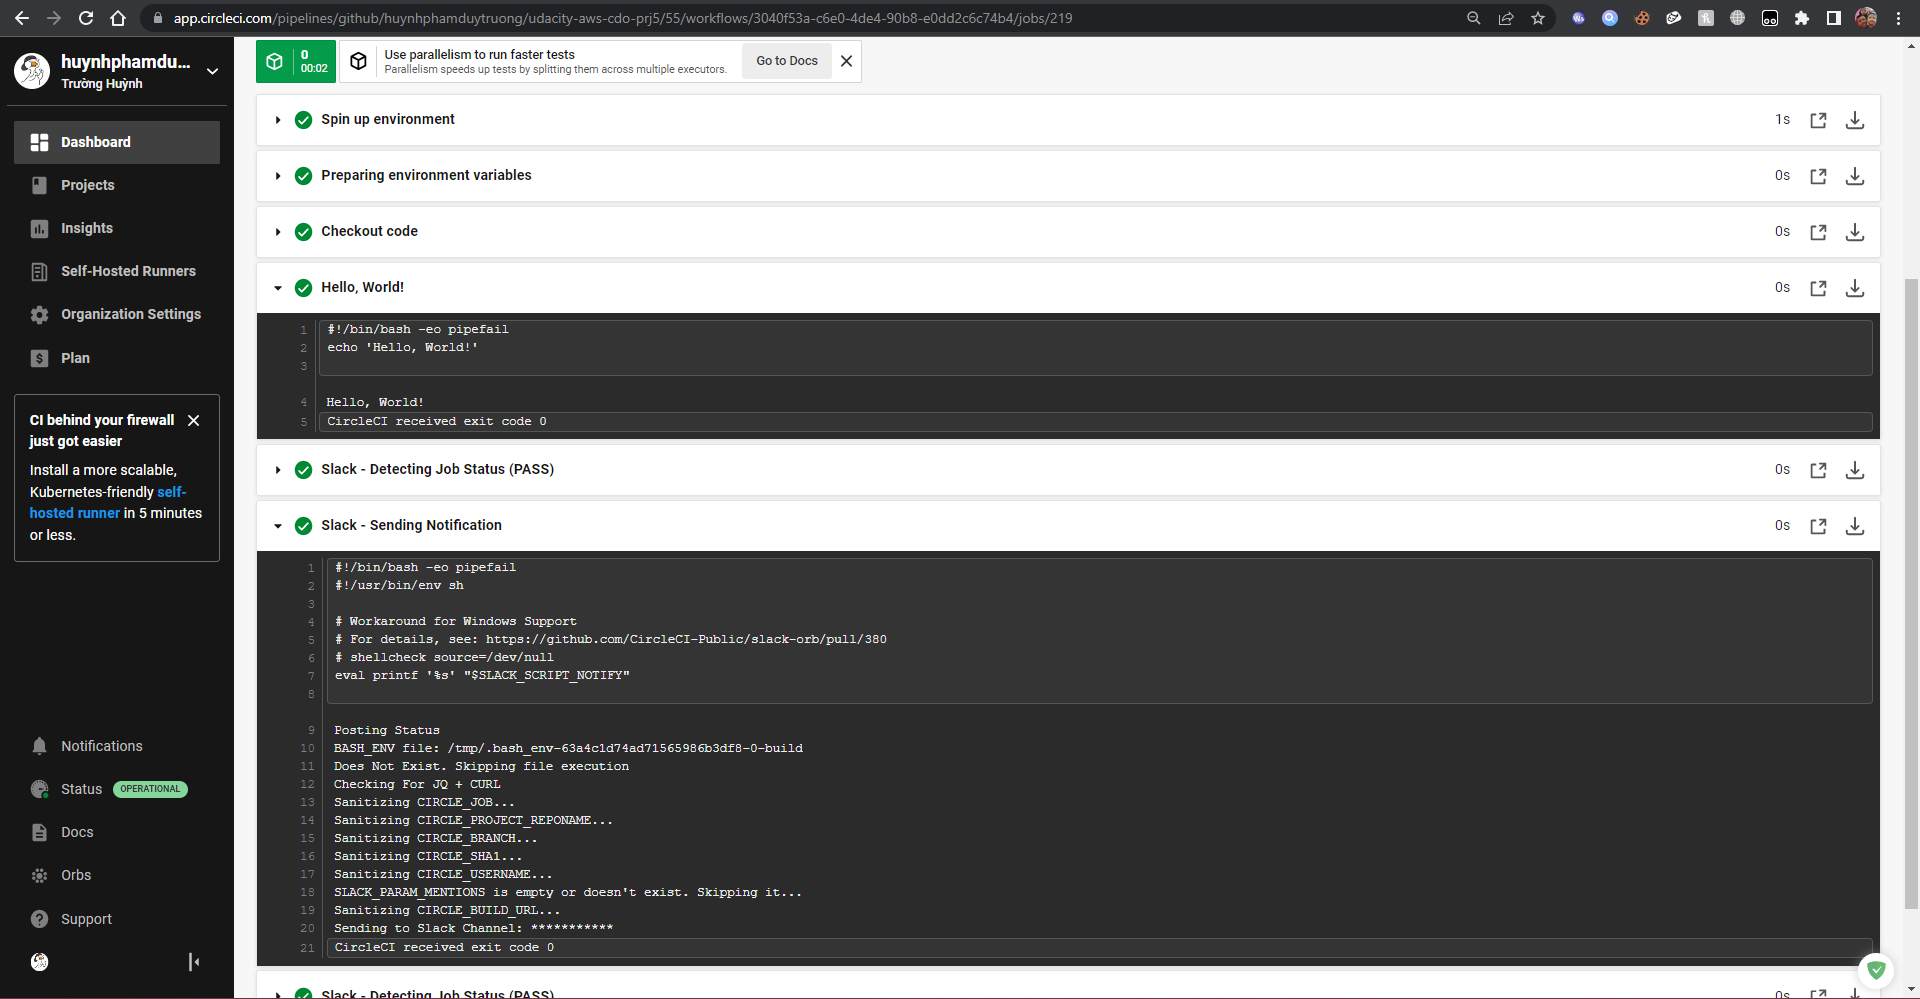 app.circleci.com/pipelines/github/huynhphamduytruong/udacity-aws-cdo-prj5/55/workflows/3040f53a-c6e0-4de4-90b8-e0dd2c6c74b4/jobs/219
huynhphamdu...
Trường Huỳnh
Dashboard
Projects
Insights
Self-Hosted Runners
Organization Settings
$ Plan
CI behind your firewall
just got easier
Install a more scalable,
Kubernetes-friendly self-
hosted runner in 5 minutes
or less.
Notifications
Status OPERATIONAL
Docs
Orbs
? Support
0
00:02
Use parallelism to run faster tests
Parallelism speeds up tests by splitting them across multiple executors.
Go to Docs
Spin up environment 1s
Preparing environment variables 0s
Checkout code 0s
Hello, World! 0s
1 #!/bin/bash -eo pipefail
2 echo 'Hello, World!'
3
4 Hello, World!
5 CircleCI received exit code 0
Slack - Detecting Job Status (PASS) 0s
Slack - Sending Notification 0s
1 #!/bin/bash -eo pipefail
2 #!/usr/bin/env sh
3
4 # Workaround for Windows Support
5 # For details, see: https://github.com/CircleCI-Public/slack-orb/pull/380
6 # shellcheck source=/dev/null
7 eval printf '%s' "$SLACK_SCRIPT_NOTIFY"
8
9 Posting Status
10 BASH_ENV file: /tmp/.bash_env-63a4c1d74ad71565986b3df8-0-build
11 Does Not Exist. Skipping file execution
12 Checking For JQ + CURL
13 Sanitizing CIRCLE_JOB...
14 Sanitizing CIRCLE_PROJECT_REPONAME...
15 Sanitizing CIRCLE_BRANCH...
16 Sanitizing CIRCLE_SHA1...
17 Sanitizing CIRCLE_USERNAME...
18 SLACK_PARAM_MENTIONS is empty or doesn't exist. Skipping it...
19 Sanitizing CIRCLE_BUILD_URL...
20 Sending to Slack Channel: ***********
21 CircleCI received exit code 0
Slack - Detecting Job Status (PASS) 0s